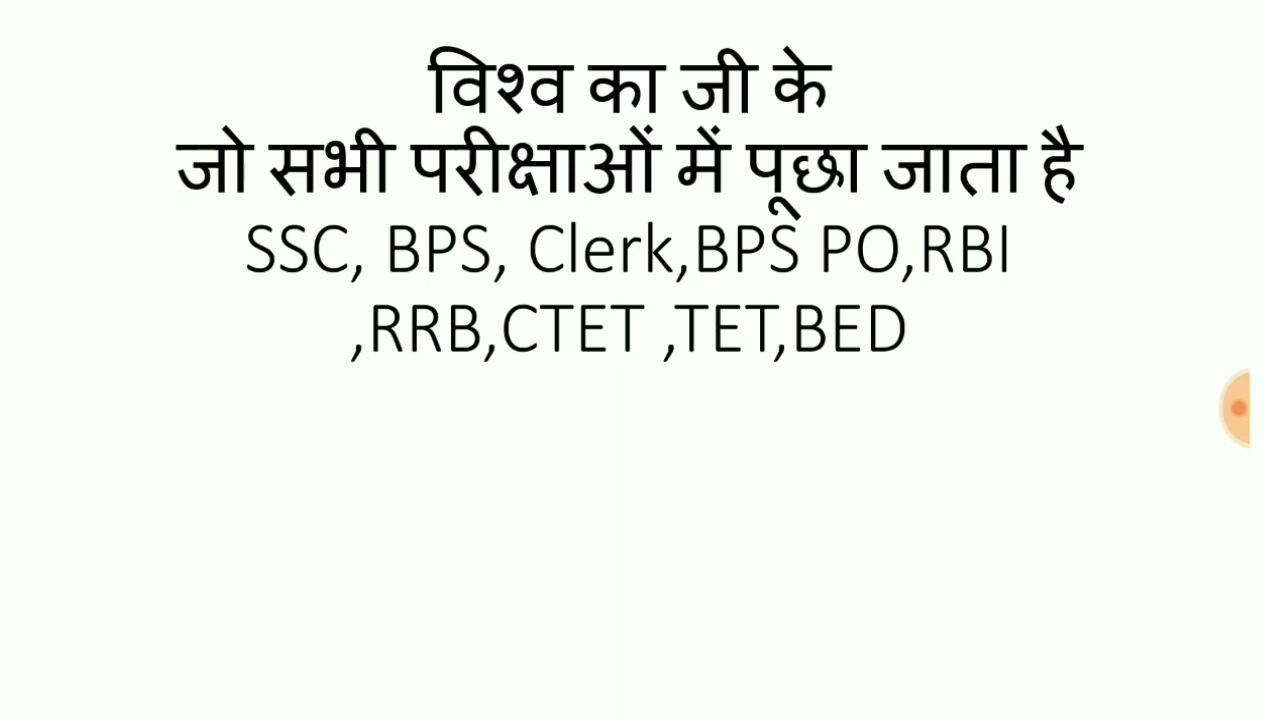 विश्व का जी के
जो सभी परीक्षाओं में पूछा जाता है
SSC, BPS, Clerk,BPS PO,RBI
,RRB,CTET ,TET,BED